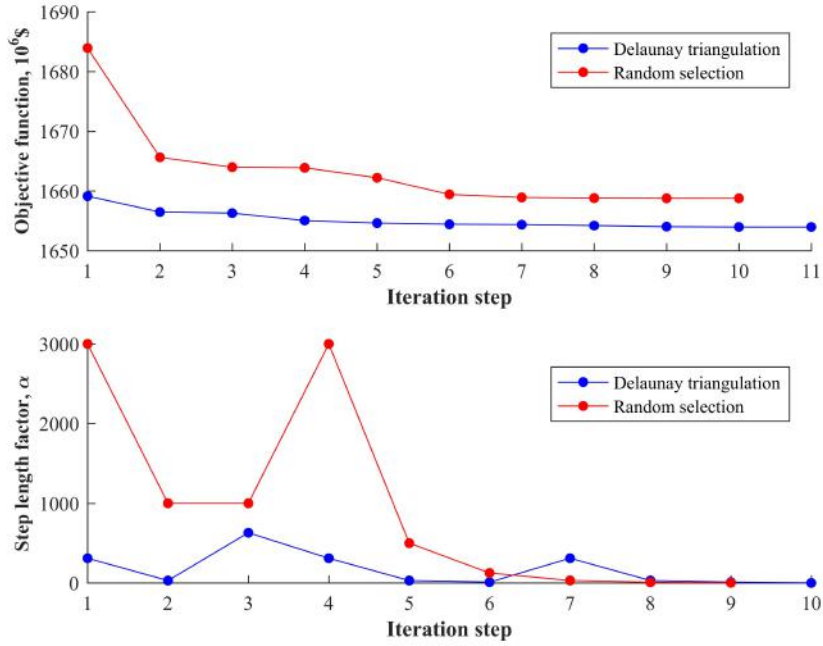 Objective function, 10⁶$
1690
1680
1670
1660
1650
Delaunay triangulation
Random selection
1 2 3 4 5 6 7 8 9 10 11
Iteration step
Step length factor, α
3000
2000
1000
0
Delaunay triangulation
Random selection
1 2 3 4 5 6 7 8 9 10
Iteration step